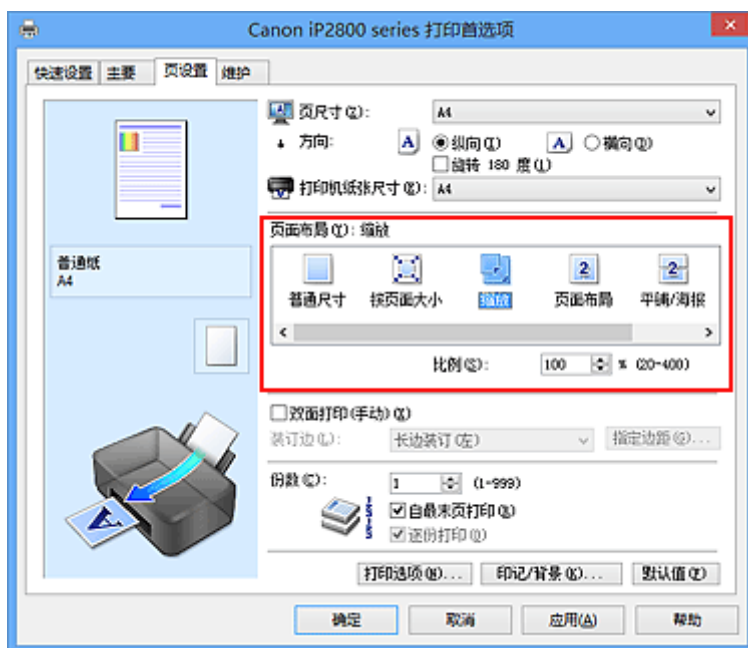 Canon iP2800 series 打印首选项
快速设置 主要 页设置 维护
页尺寸(Z): A4
方向: A 纵向(T) A 横向(D)
旋转 180 度(L)
打印机纸张尺寸(R): A4
页面布局(Y): 缩放
普通尺寸 按页面大小 缩放 页面布局 平铺/海报
比例(S): 100 % (20-400)
普通纸
A4
双面打印(手动)(X)
装订边(L): 长边装订(左) 指定边距(G)...
份数(C): 1 (1-999)
自最末页打印(R)
逐份打印(O)
打印选项(N)... 印记/背景(K)... 默认值(F)
确定 取消 应用(A) 帮助